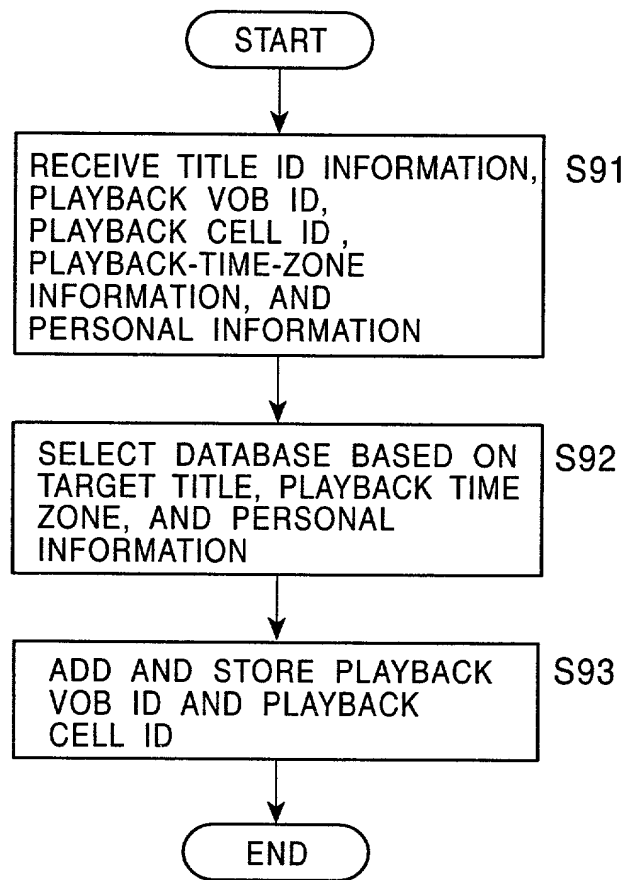 START
RECEIVE TITLE ID INFORMATION,
PLAYBACK VOB ID,
PLAYBACK CELL ID ,
PLAYBACK-TIME-ZONE
INFORMATION, AND
PERSONAL INFORMATION
S91
SELECT DATABASE BASED ON
TARGET TITLE, PLAYBACK TIME
ZONE, AND PERSONAL
INFORMATION
S92
ADD AND STORE PLAYBACK
VOB ID AND PLAYBACK
CELL ID
S93
END